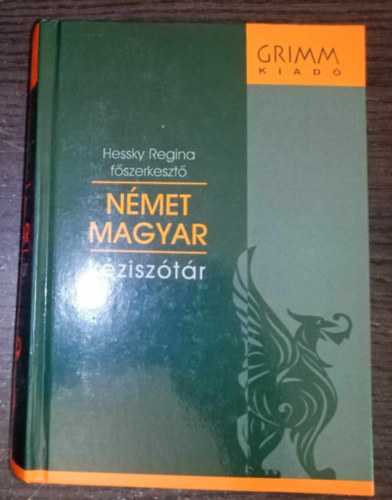 GRIMM
KIADÓ
Hessky Regina
főszerkesztő
NÉMET
MAGYAR
kéziszótár